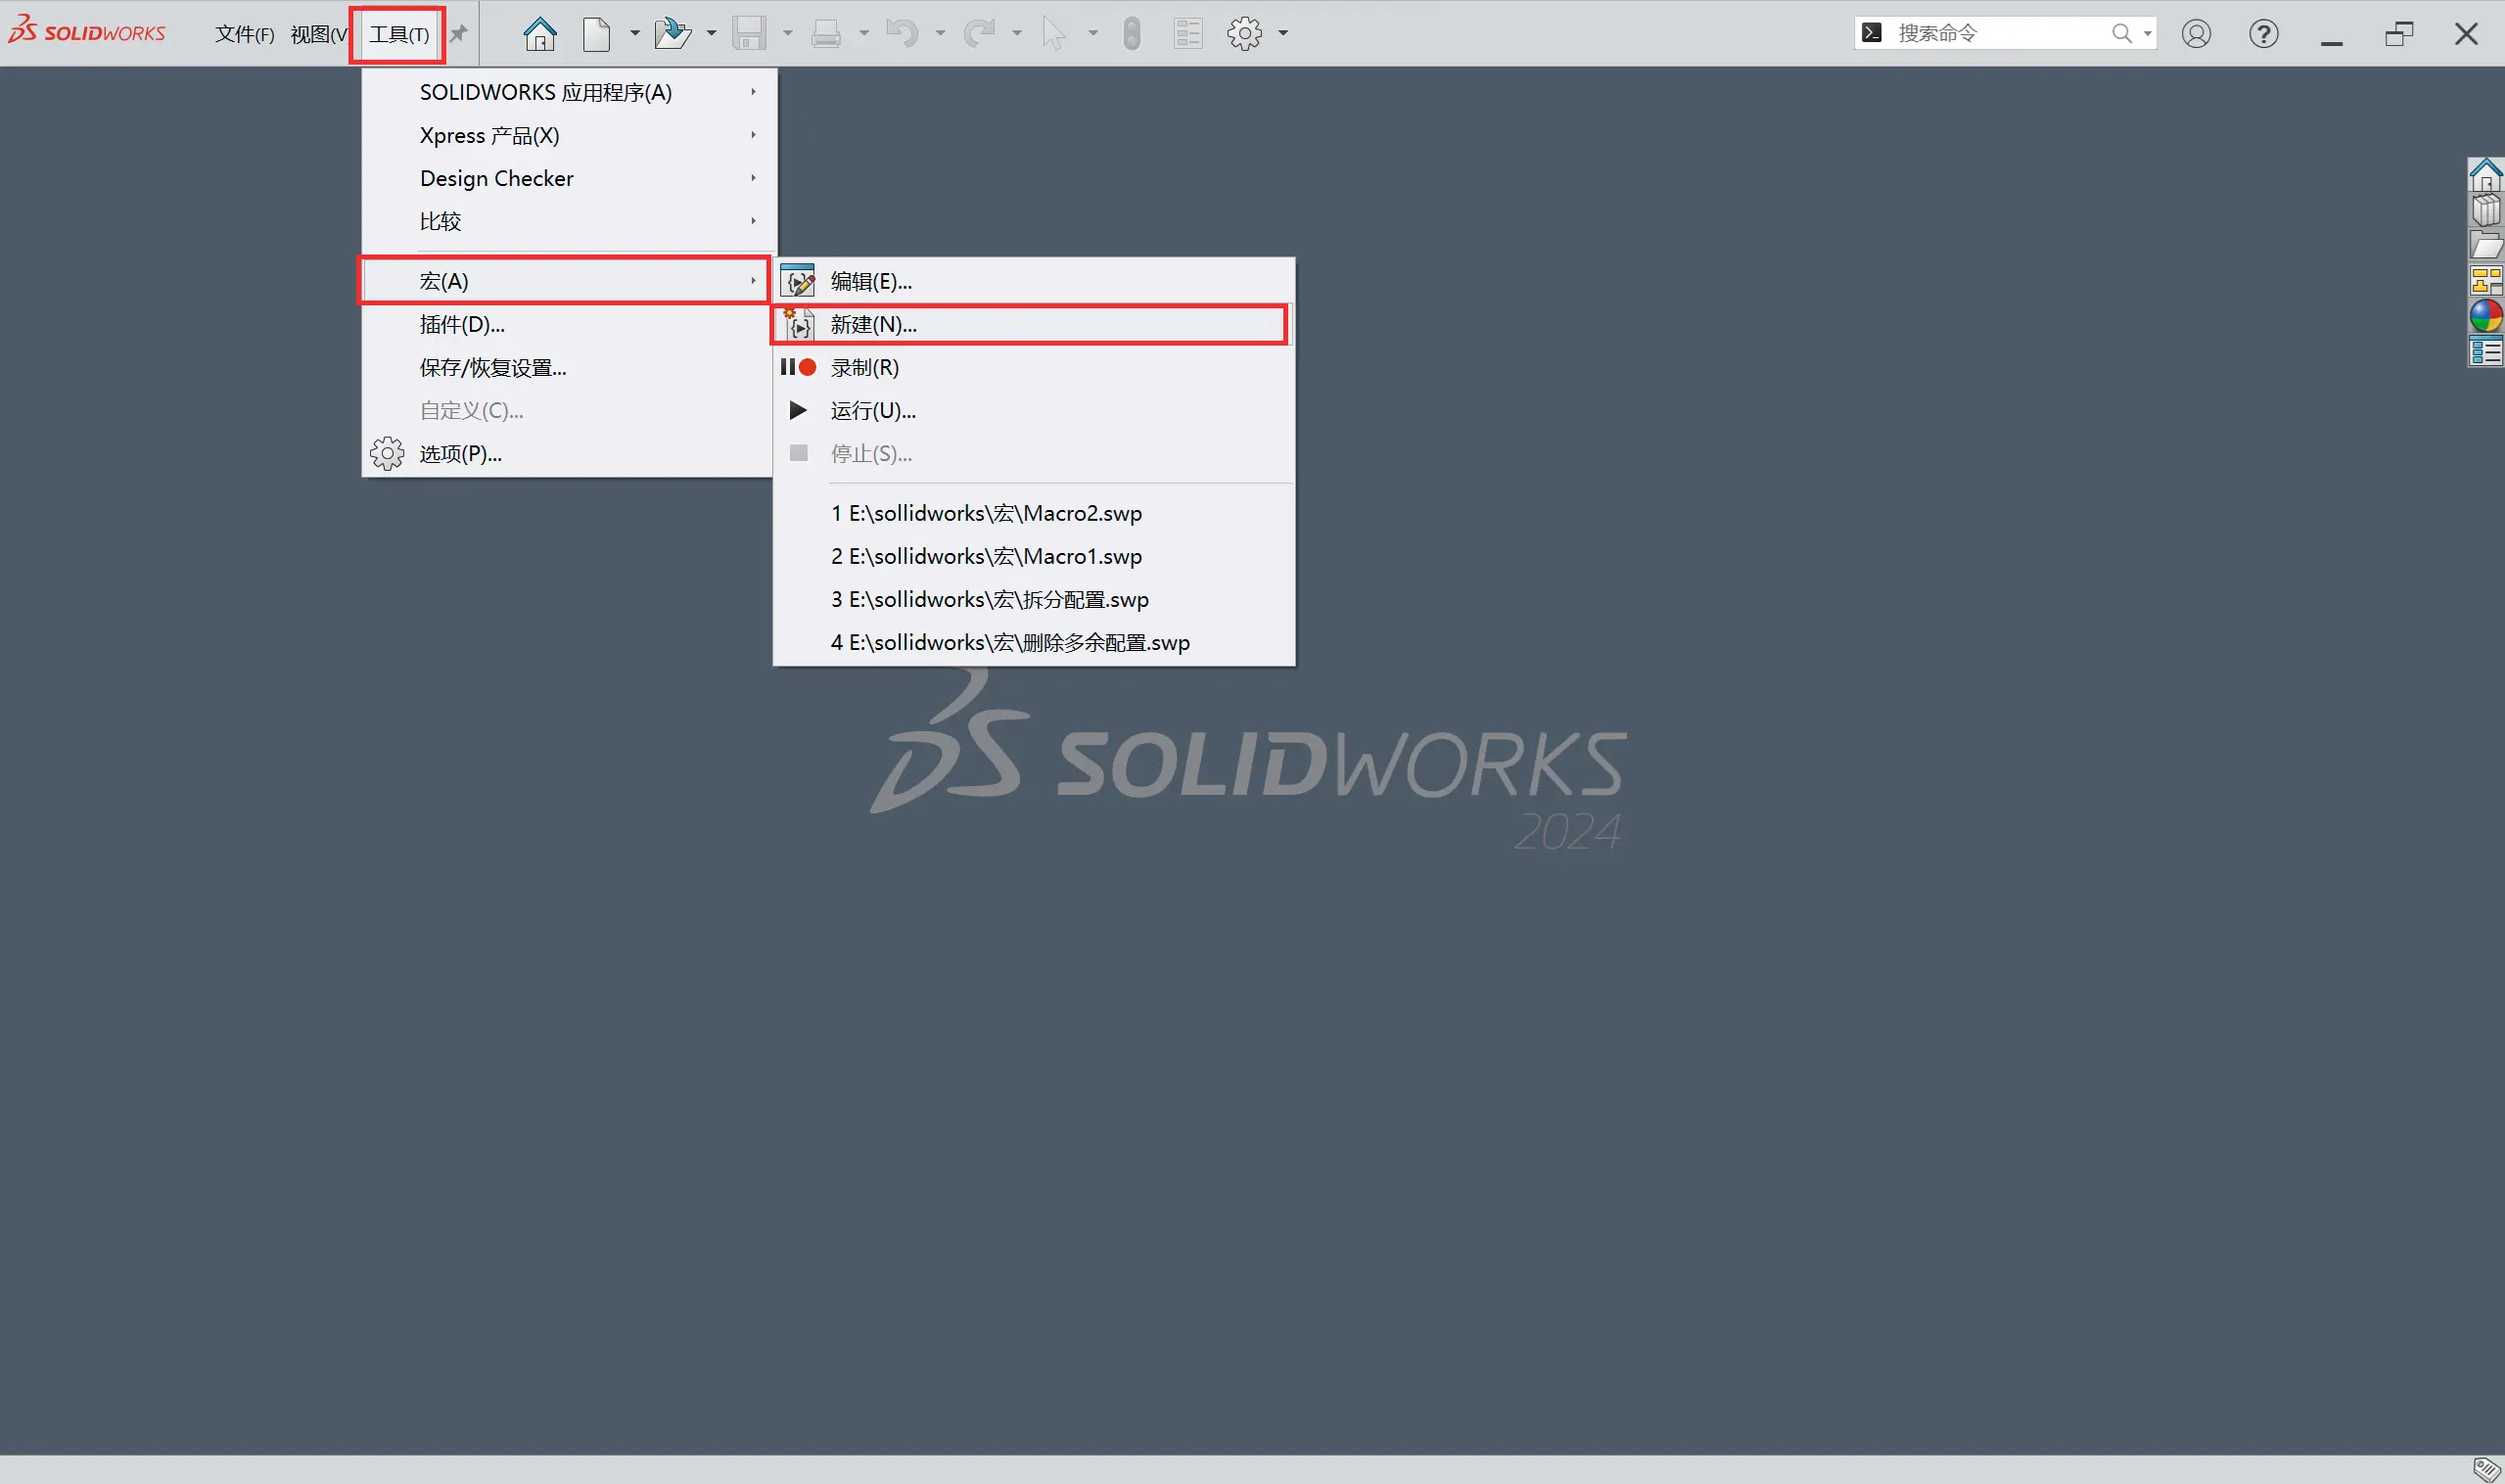 SOLIDWORKS 文件(F) 视图(V 工具(T) 搜索命令
SOLIDWORKS 应用程序(A)
Xpress 产品(X)
Design Checker
比较
宏(A)
插件(D)...
保存/恢复设置...
自定义(C)...
选项(P)...
编辑(E)...
新建(N)...
录制(R)
运行(U)...
停止(S)...
1 E:\sollidworks\宏\Macro2.swp
2 E:\sollidworks\宏\Macro1.swp
3 E:\sollidworks\宏\拆分配置.swp
4 E:\sollidworks\宏\删除多余配置.swp
SOLIDWORKS
2024